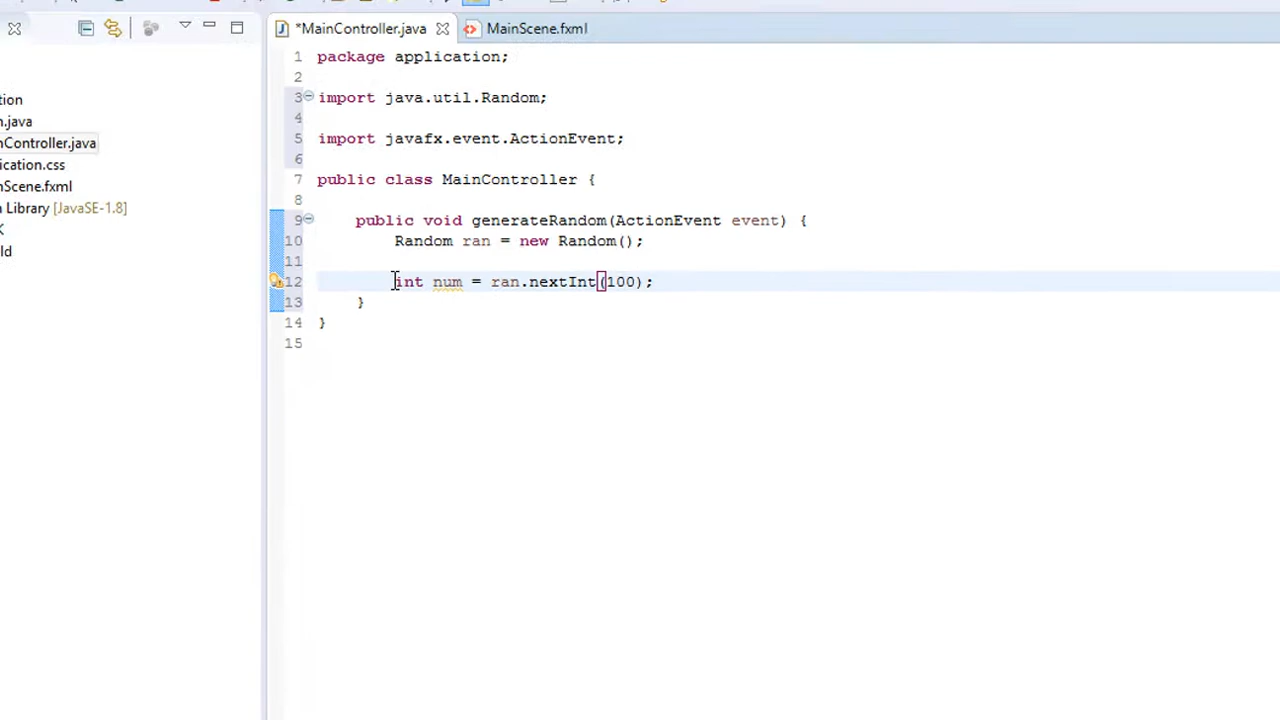 *MainController.java
MainScene.fxml
tion
n.java
nController.java
ication.css
nScene.fxml
n Library [JavaSE-1.8]
K
ld
1 package application;
2
3 import java.util.Random;
4
5 import javafx.event.ActionEvent;
6
7 public class MainController {
8
9 public void generateRandom(ActionEvent event) {
10 Random ran = new Random();
11
12 int num = ran.nextInt(100);
13 }
14 }
15